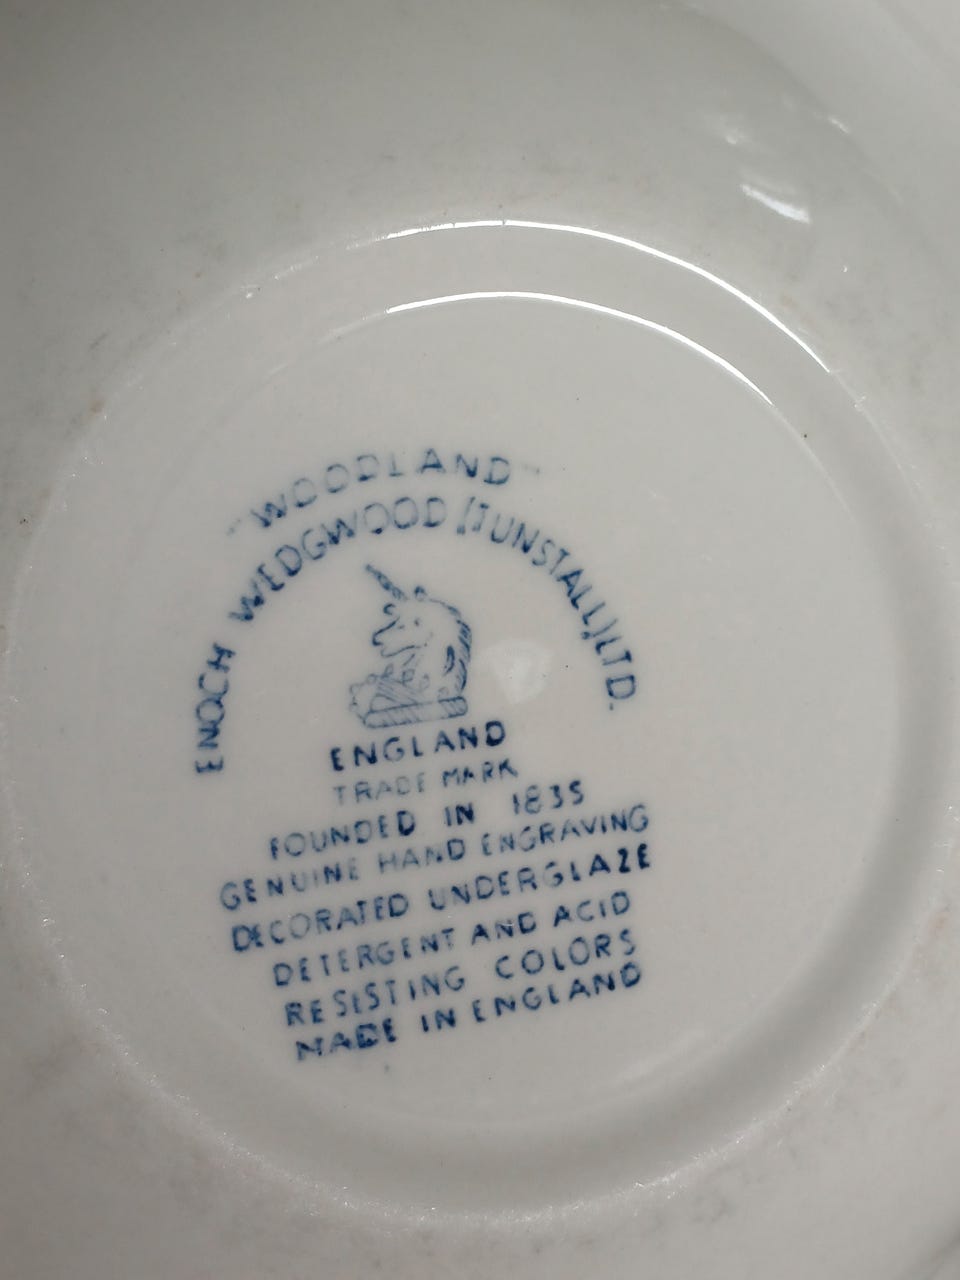 "WOODLAND"
ENOCH WEDGWOOD (TUNSTALL) LTD.
ENGLAND
TRADE MARK
FOUNDED IN 1835
GENUINE HAND ENGRAVING
DECORATED UNDERGLAZE
DETERGENT AND ACID
RESISTING COLORS
MADE IN ENGLAND